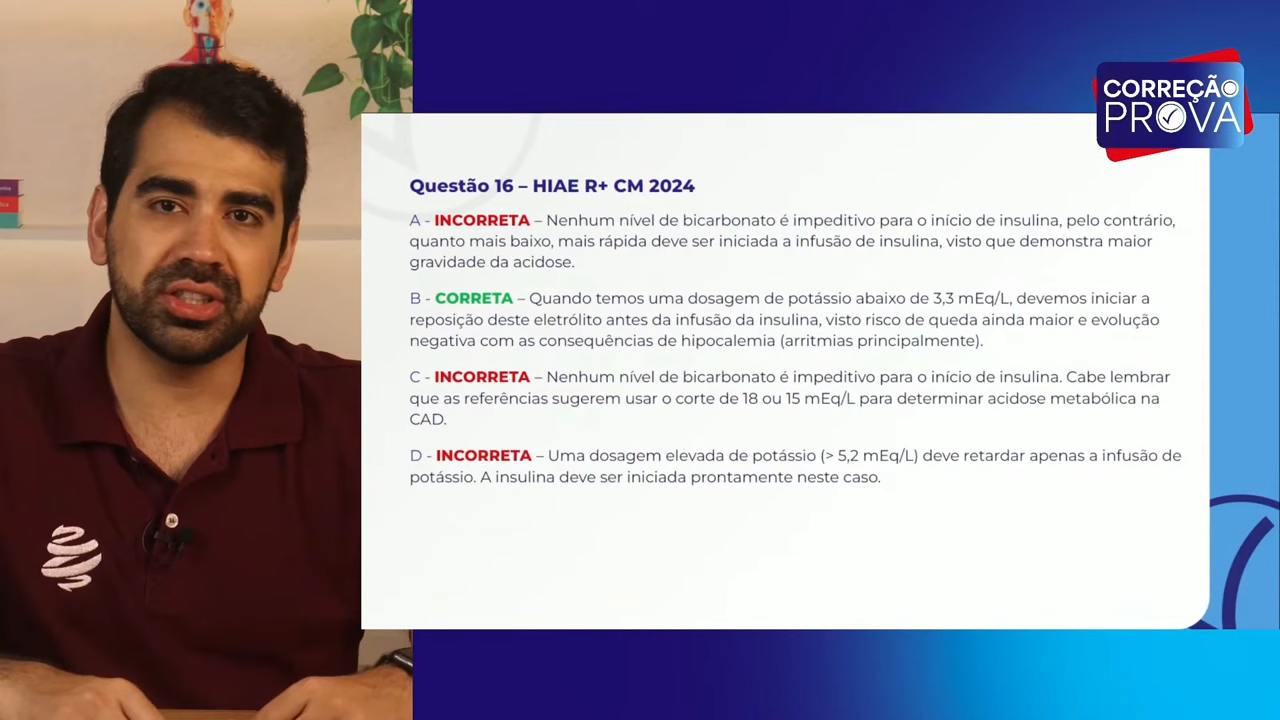 CORREÇÃO
PROVA
Questão 16 – HIAE R+ CM 2024
A - INCORRETA – Nenhum nível de bicarbonato é impeditivo para o início de insulina, pelo contrário,
quanto mais baixo, mais rápida deve ser iniciada a infusão de insulina, visto que demonstra maior
gravidade da acidose.
B - CORRETA – Quando temos uma dosagem de potássio abaixo de 3,3 mEq/L, devemos iniciar a
reposição deste eletrólito antes da infusão da insulina, visto risco de queda ainda maior e evolução
negativa com as consequências de hipocalemia (arritmias principalmente).
C - INCORRETA – Nenhum nível de bicarbonato é impeditivo para o início de insulina. Cabe lembrar
que as referências sugerem usar o corte de 18 ou 15 mEq/L para determinar acidose metabólica na
CAD.
D - INCORRETA – Uma dosagem elevada de potássio (> 5,2 mEq/L) deve retardar apenas a infusão de
potássio. A insulina deve ser iniciada prontamente neste caso.